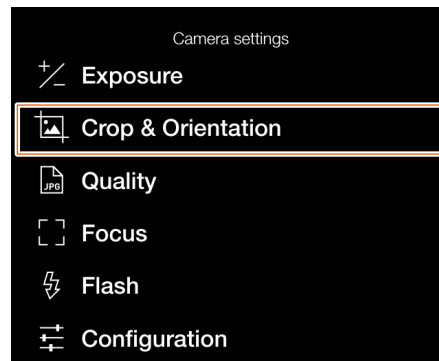 Camera settings
Exposure
Crop & Orientation
JPG
Quality
Focus
Flash
Configuration